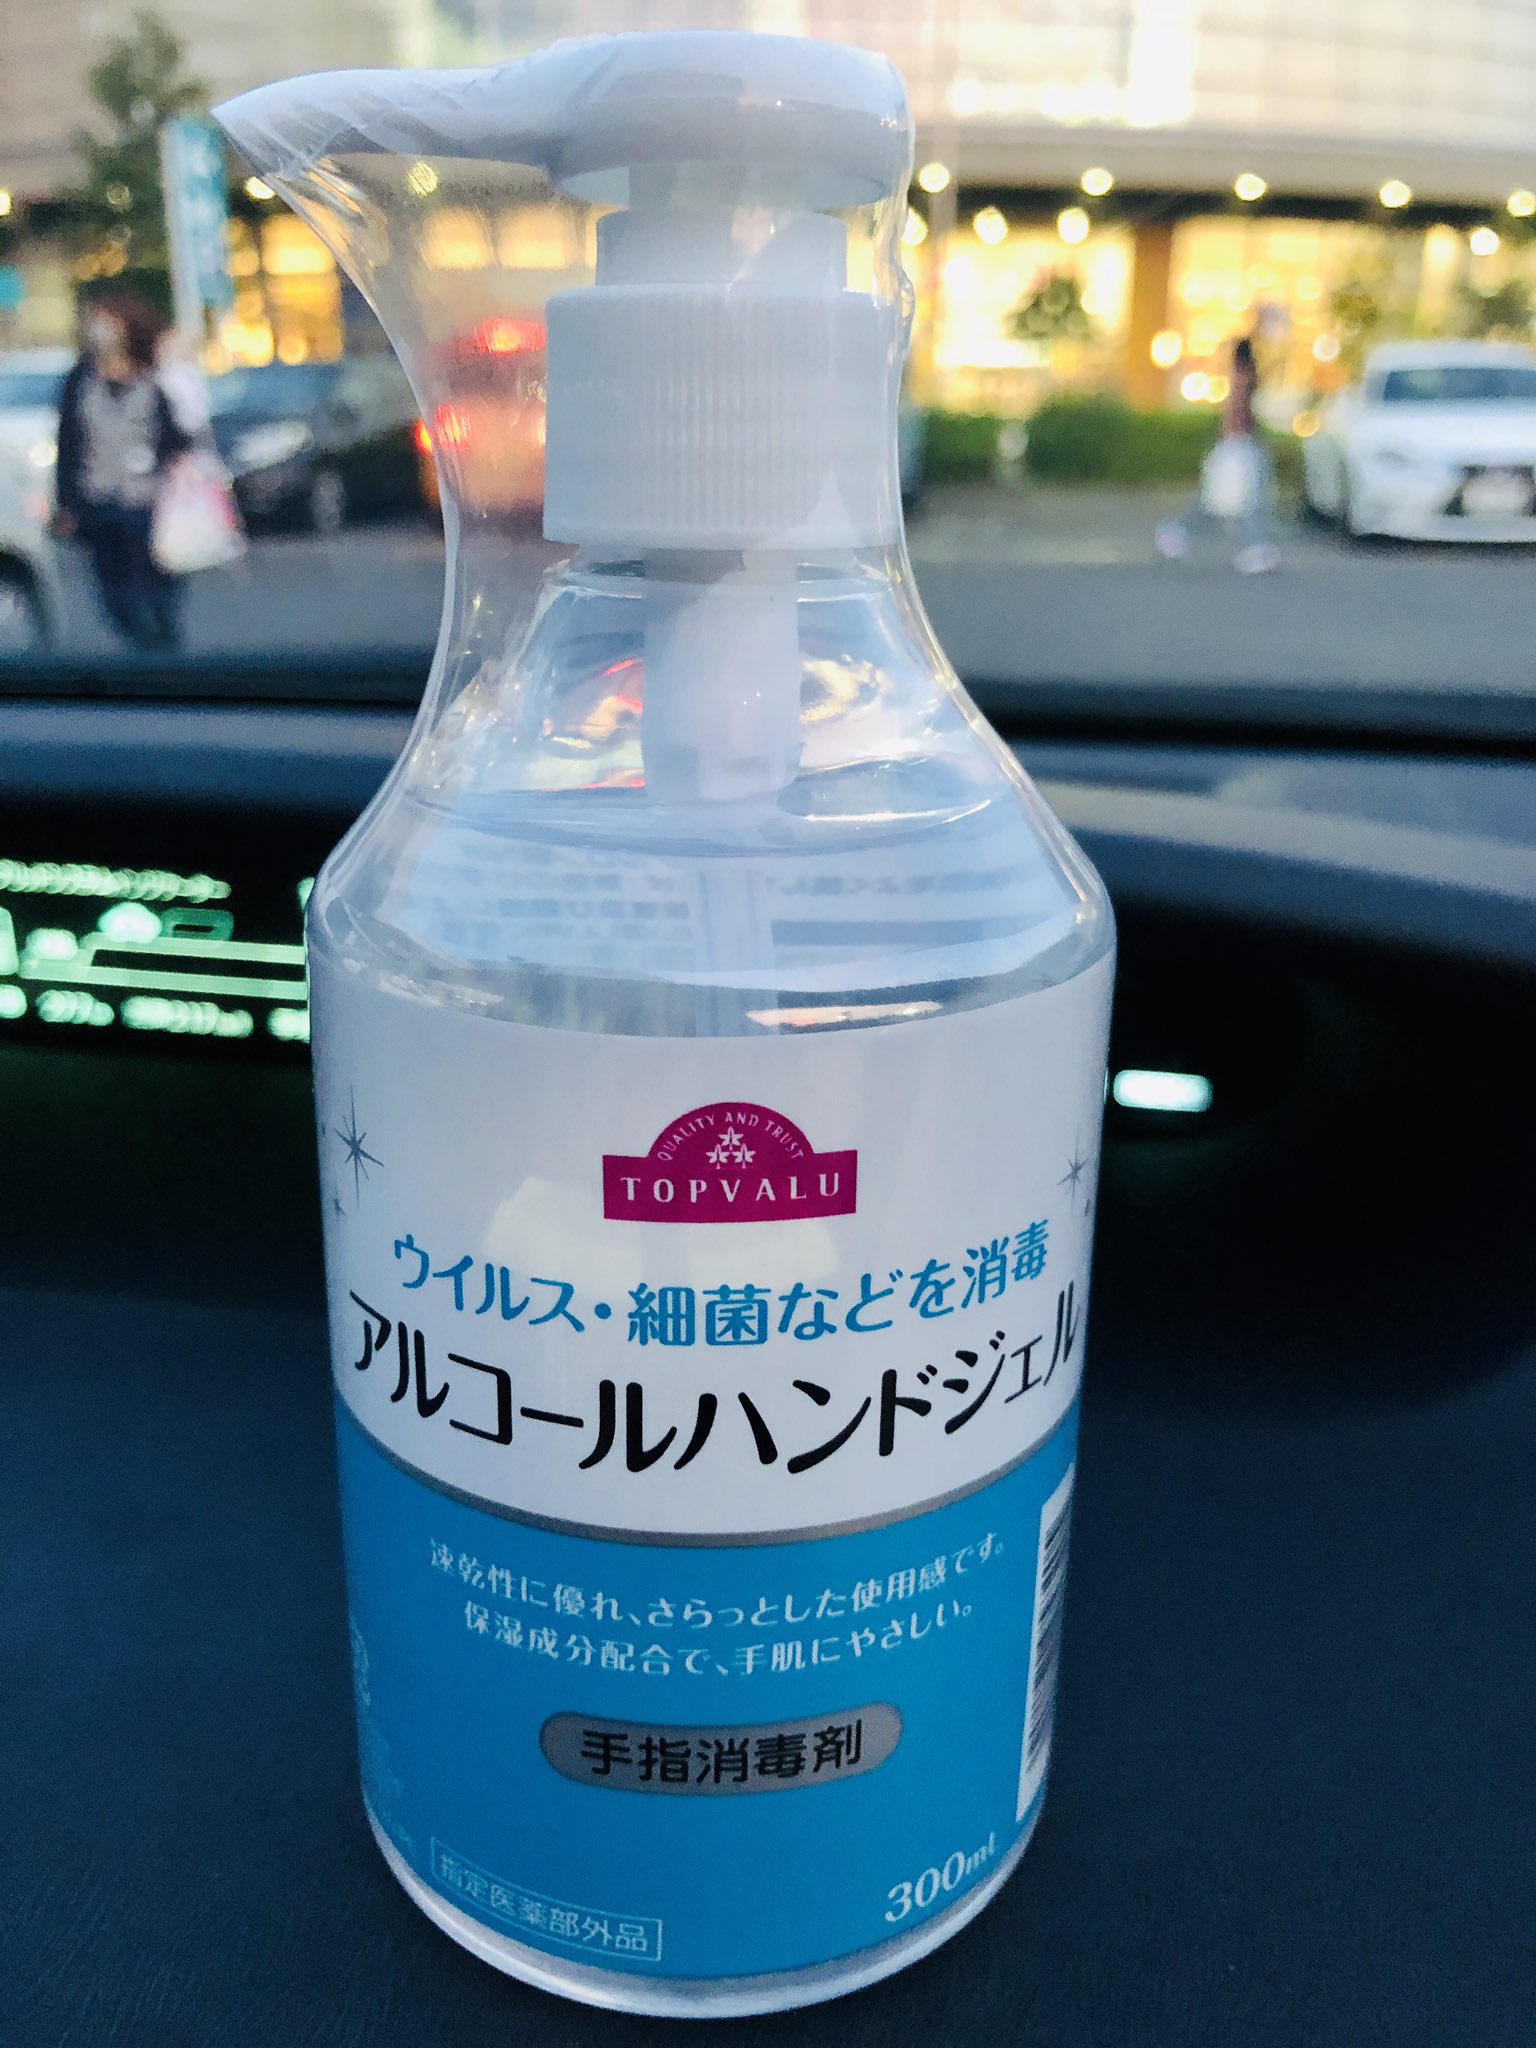 QUALITY AND TRUST
TOPVALU
ウイルス・細菌などを消毒
アルコールハンドジェル
速乾性に優れ、さらっとした使用感です。
保湿成分配合で、手肌にやさしい。
手指消毒剤
指定医薬部外品
300ml